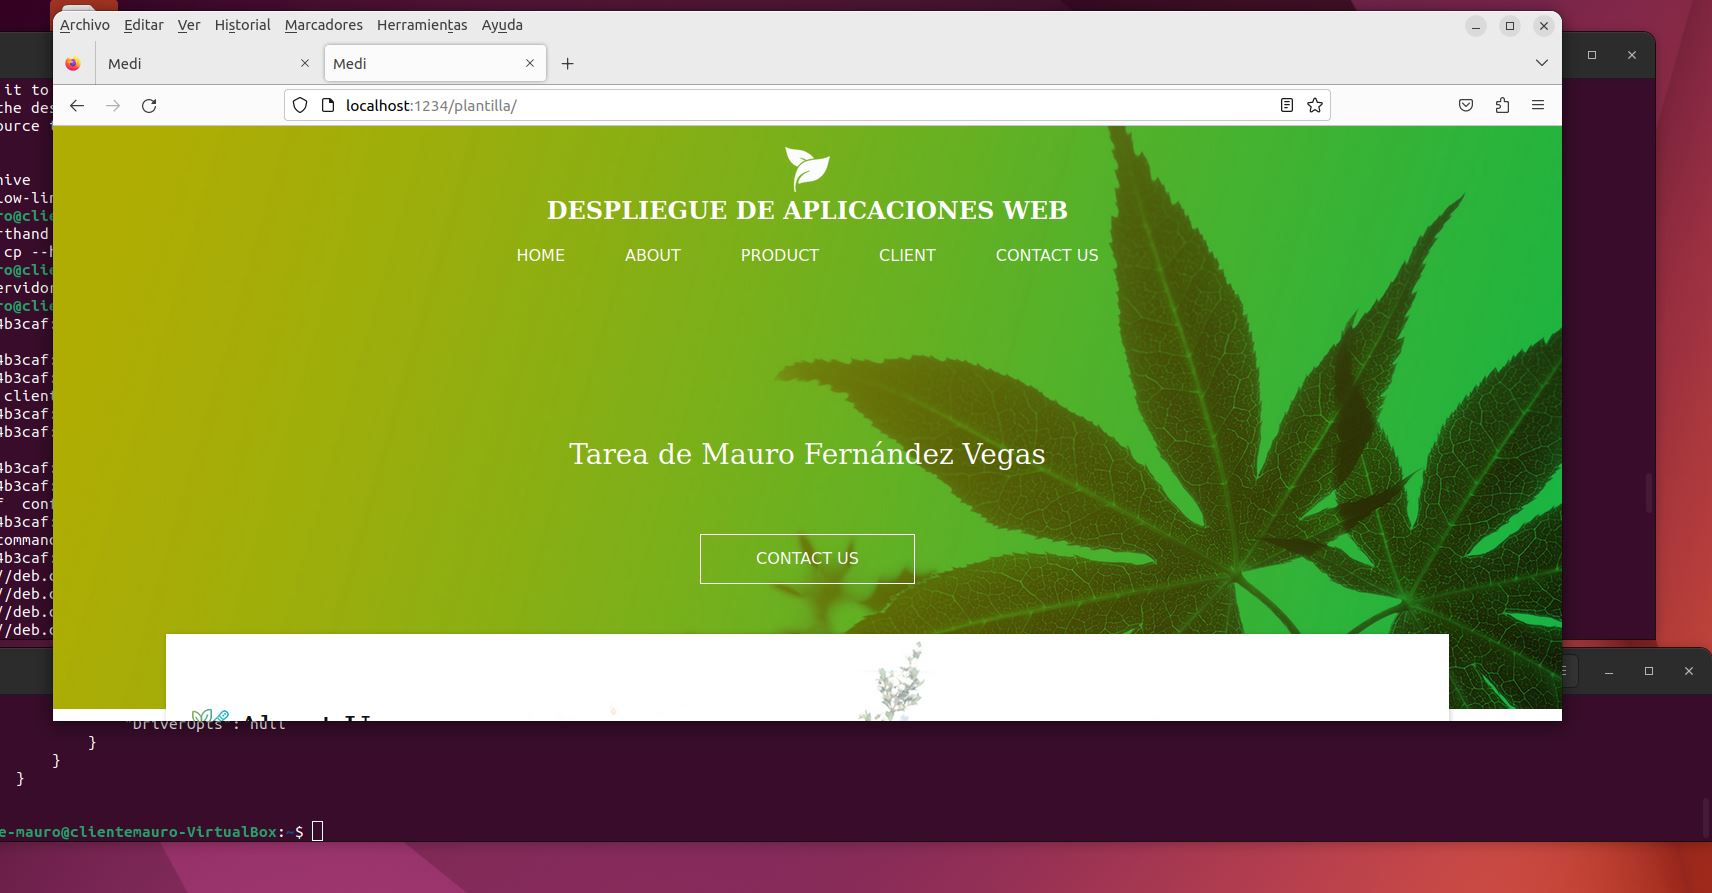 Archivo Editar Ver Historial Marcadores Herramientas Ayuda
Medi Medi
localhost:1234/plantilla/
it to
the des
ource t
hive
low-lin
ro@clie
rthand
cp --h
ro@clie
ervidor
ro@clie
4b3caf:
4b3caf:
4b3caf:
client
4b3caf:
4b3caf:
4b3caf:
4b3caf:
f conf
4b3caf:
command
4b3caf:
//deb.d
//deb.d
//deb.d
//deb.d
DESPLIEGUE DE APLICACIONES WEB
HOME ABOUT PRODUCT CLIENT CONTACT US
Tarea de Mauro Fernández Vegas
CONTACT US
"DriverOpts": null
}
}
}
e-mauro@clientemauro-VirtualBox:~$